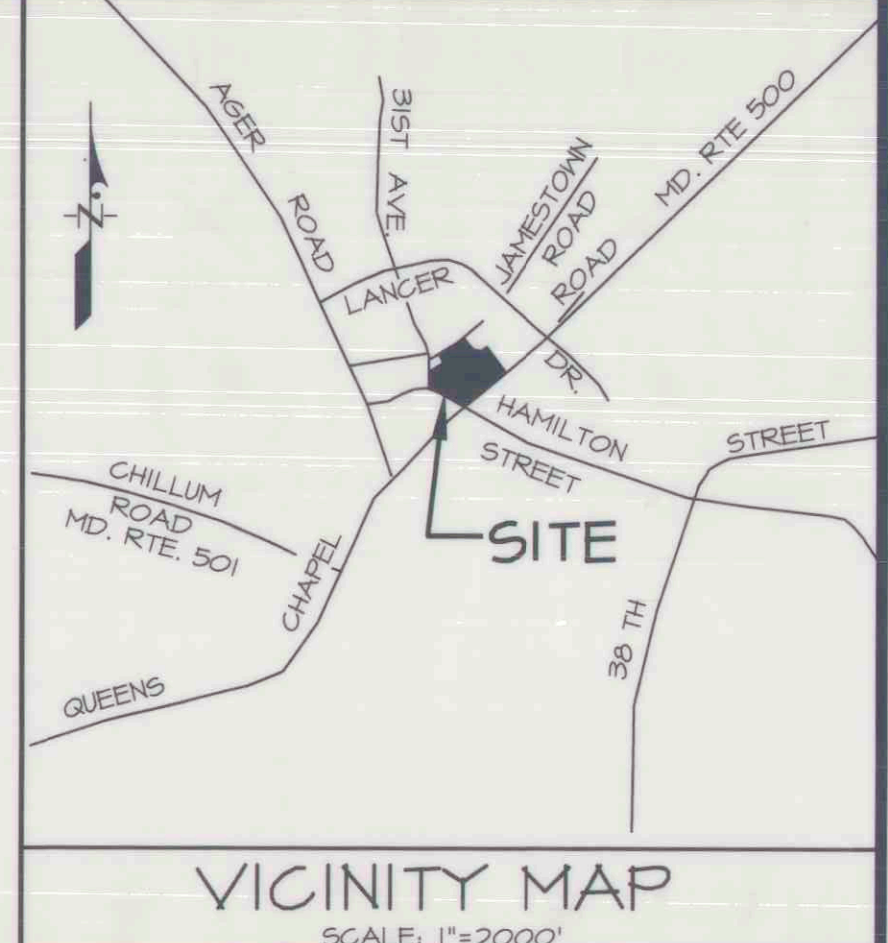 AGER
ROAD
31ST AVE.
JAMESTOWN
ROAD
ROAD
MD. RTE 500
LANCER
DR.
N
HAMILTON
STREET
STREET
CHILLUM
ROAD
MD. RTE. 501
SITE
CHAPEL
38 TH
QUEENS
VICINITY MAP
SCALE: 1"=2000'